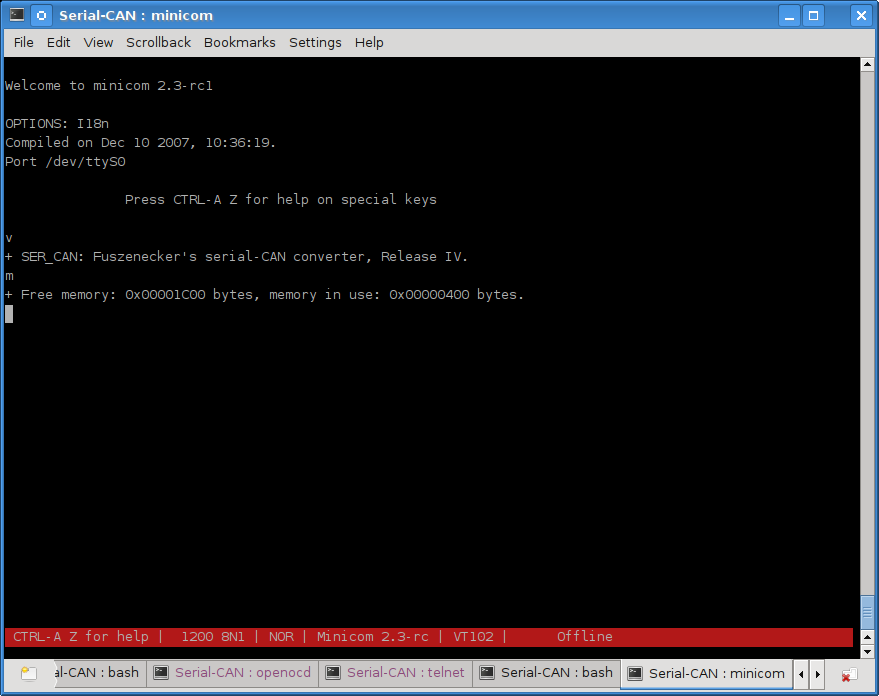 Serial-CAN : minicom
File Edit View Scrollback Bookmarks Settings Help
Welcome to minicom 2.3-rc1
OPTIONS: I18n
Compiled on Dec 10 2007, 10:36:19.
Port /dev/ttyS0
Press CTRL-A Z for help on special keys
v
+ SER_CAN: Fuszenecker's serial-CAN converter, Release IV.
m
+ Free memory: 0x00001C00 bytes, memory in use: 0x00000400 bytes.
CTRL-A Z for help | 1200 8N1 | NOR | Minicom 2.3-rc | VT102 | Offline
al-CAN : bash Serial-CAN : openocd Serial-CAN : telnet Serial-CAN : bash Serial-CAN : minicom